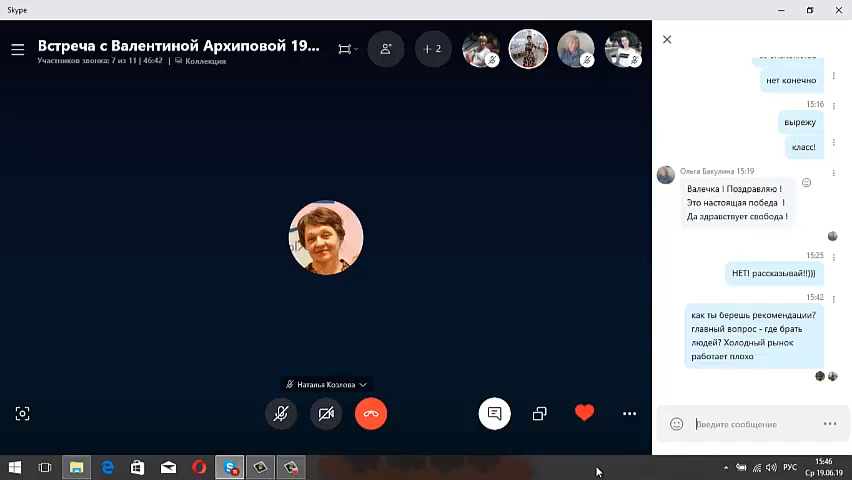 Skype
Встреча с Валентиной Архиповой 19...
Участников звонка: 7 из 11 | 46:42 | Коллекция
+ 2
нет конечно
15:16
вырежу
класс!
Ольга Бакулина 15:19
Валечка ! Поздравляю !
Это настоящая победа !
Да здравствует свобода !
15:25
НЕТ! рассказывай!!)))
15:42
как ты берешь рекомендации?
главный вопрос - где брать
людей? Холодный рынок
работает плохо
Наталья Козлова
Введите сообщение
РУС
15:46
Ср 19.06.19